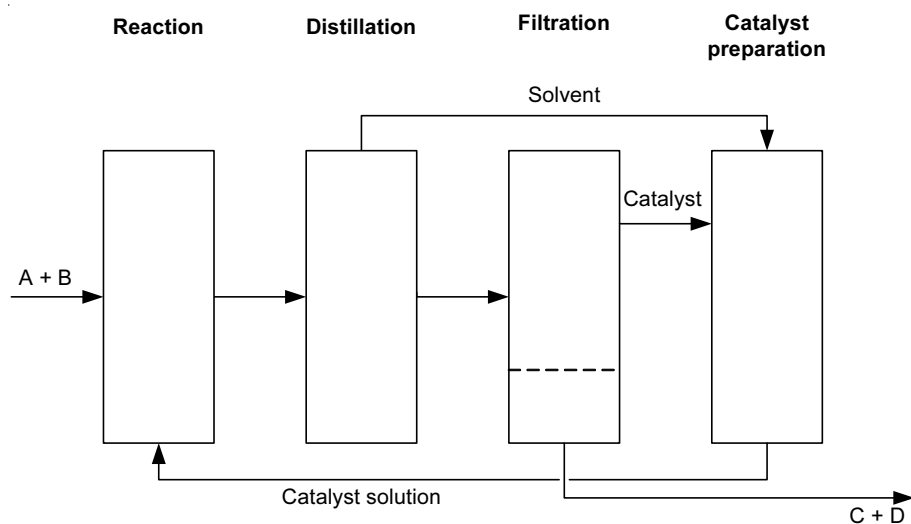 Reaction
Distillation
Filtration
Catalyst
preparation
Solvent
Catalyst
A + B
Catalyst solution
C + D